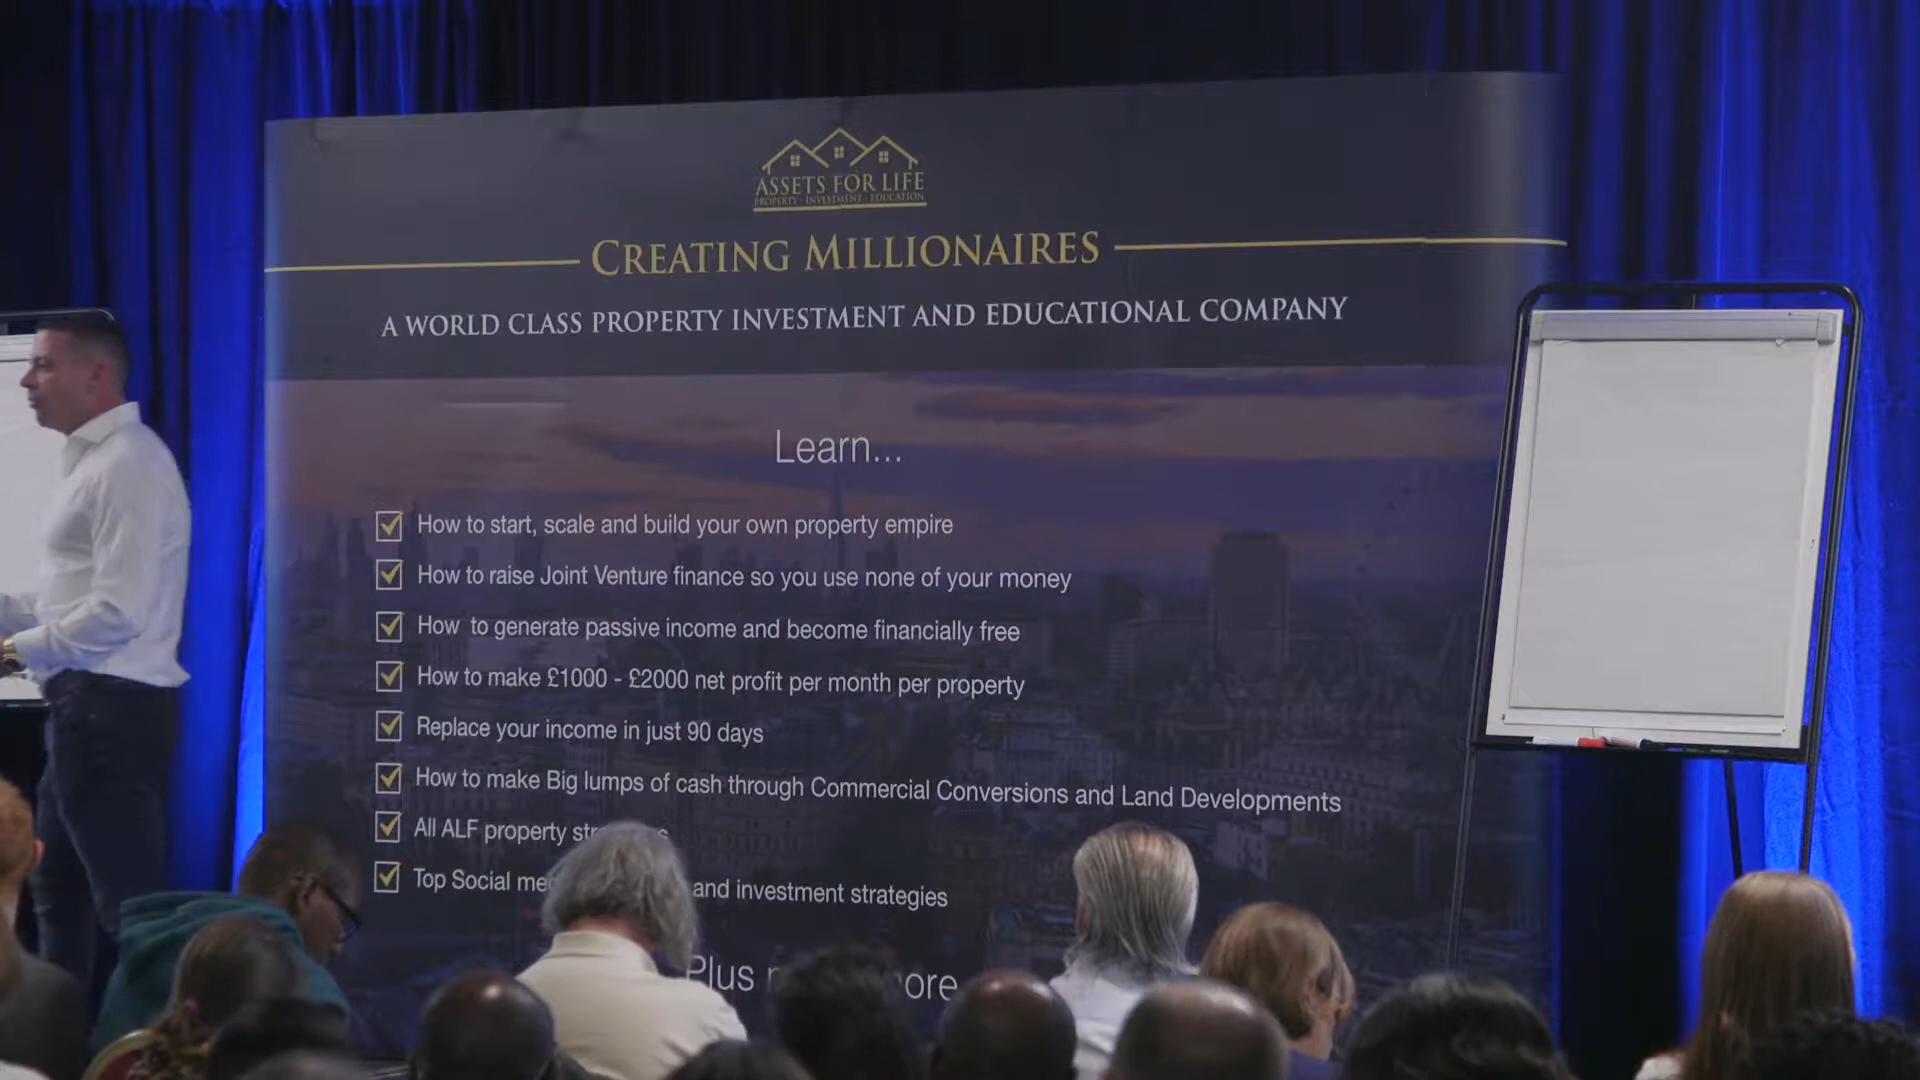 ASSETS FOR LIFE
PROPERTY · INVESTMENT · EDUCATION
CREATING MILLIONAIRES
A WORLD CLASS PROPERTY INVESTMENT AND EDUCATIONAL COMPANY
Learn...
How to start, scale and build your own property empire
How to raise Joint Venture finance so you use none of your money
How to generate passive income and become financially free
How to make £1000 - £2000 net profit per month per property
Replace your income in just 90 days
How to make Big lumps of cash through Commercial Conversions and Land Developments
All ALF property
Top Social and investment strategies
Plus